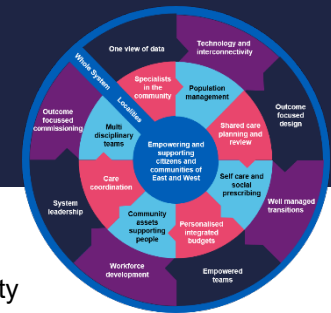 One view of data
Technology and
interconnectivity
Outcome
focused
design
Well managed
transitions
Empowered
teams
Workforce
development
System
leadership
Outcome
focussed
commissioning
Whole System
Localities
Specialists
in the
community
Population
management
Shared care
planning and
review
Self care and
social
prescribing
Personalised
integrated
budgets
Community
assets
supporting
people
Care
coordination
Multi
disciplinary
teams
Empowering and
supporting
citizens and
communities of
East and West
ty